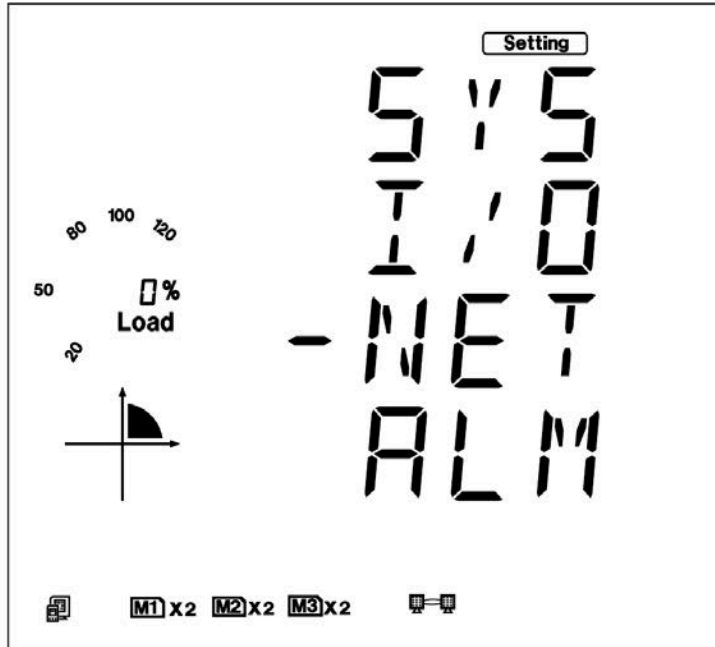 Setting
SYS
I/O
80 100 120
50 0%
Load
20
-NET
ALM
M1 X2 M2 X2 M3 X2